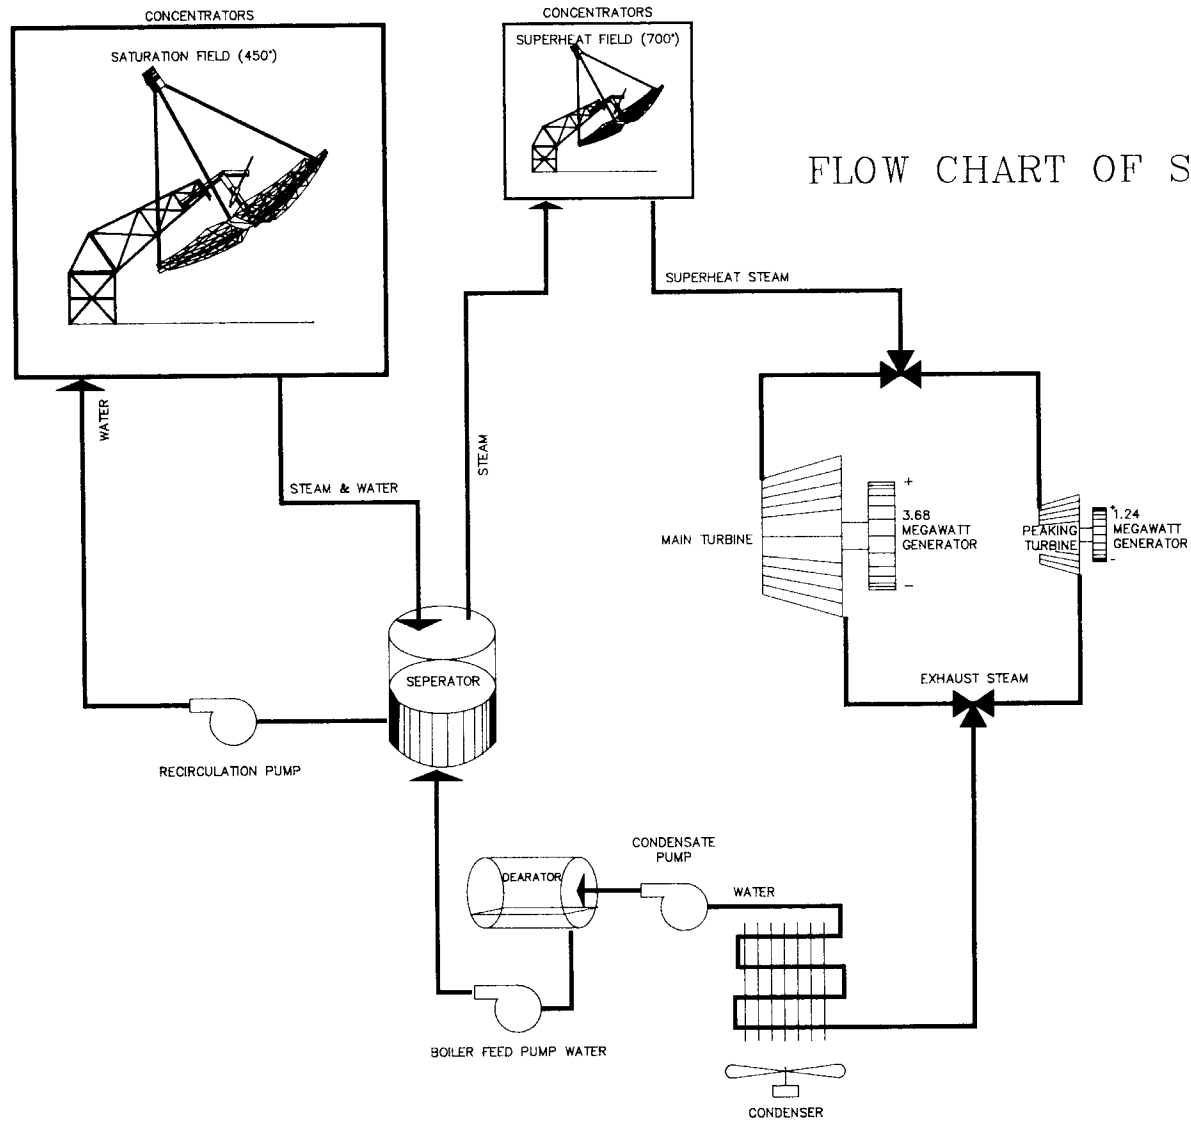 CONCENTRATORS
SATURATION FIELD (450°)
CONCENTRATORS
SUPERHEAT FIELD (700°)
FLOW CHART OF S
SUPERHEAT STEAM
WATER
STEAM & WATER
STEAM
MAIN TURBINE
+
3.68
MEGAWATT
GENERATOR
-
PEAKING
TURBINE
+
1.24
MEGAWATT
GENERATOR
-
SEPERATOR
EXHAUST STEAM
RECIRCULATION PUMP
CONDENSATE
PUMP
DEARATOR
WATER
BOILER FEED PUMP WATER
CONDENSER